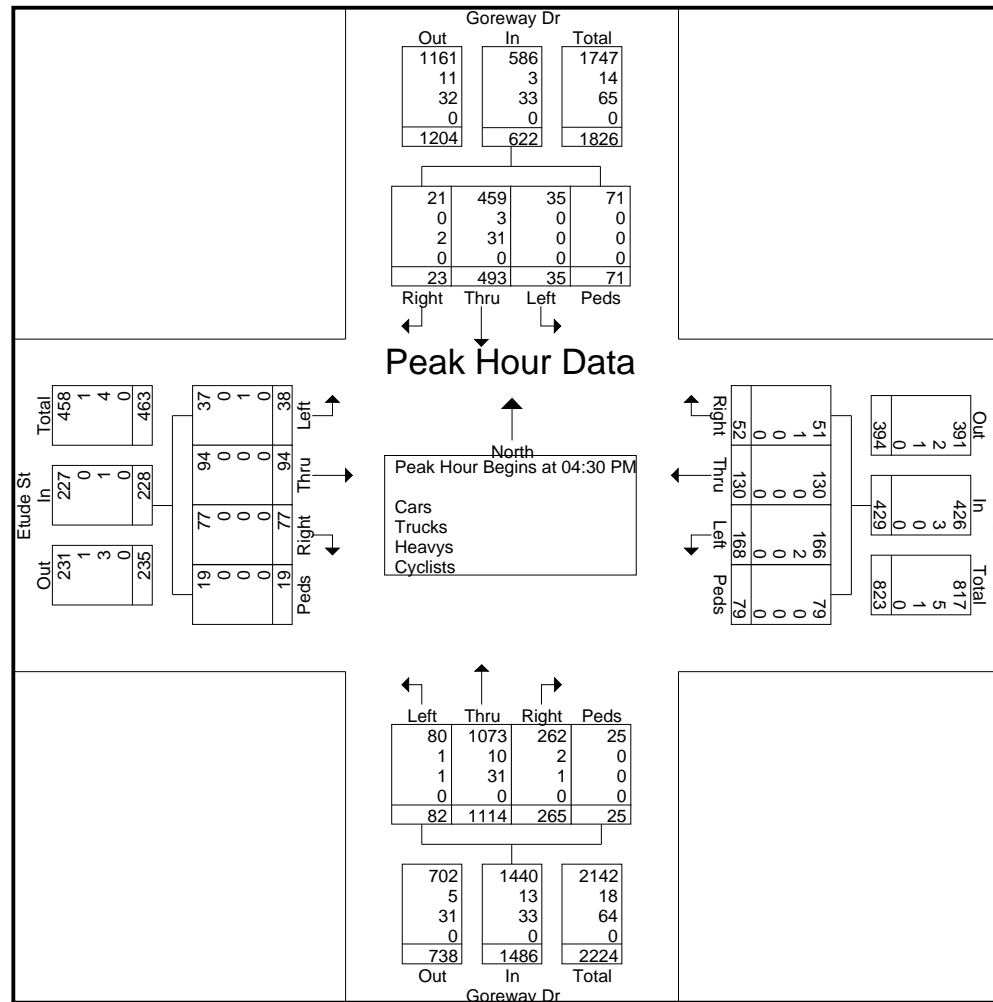 Goreway Dr
Out In Total
1161 586 1747
11 3 14
32 33 65
0 0 0
1204 622 1826
21 459 35 71
0 3 0 0
2 31 0 0
0 0 0 0
23 493 35 71
Right Thru Left Peds
Peak Hour Data
North
Peak Hour Begins at 04:30 PM
Cars
Trucks
Heavys
Cyclists
Etude St
Total
458 1 4 0 463
In
227 0 1 0 228
Out
231 1 3 0 235
37 0 1 0 38 Left
94 0 0 0 94 Thru
77 0 0 0 77 Right
19 0 0 0 19 Peds
Right 51 1 0 0 52
Thru 130 0 0 0 130
Left 166 2 0 0 168
Peds 79 0 0 0 79
Out
391 2 1 0 394
In
426 3 0 0 429
Total
817 5 1 0 823
Left Thru Right Peds
80 1073 262 25
1 10 2 0
1 31 1 0
0 0 0 0
82 1114 265 25
702 1440 2142
5 13 18
31 33 64
0 0 0
738 1486 2224
Out In Total
Goreway Dr